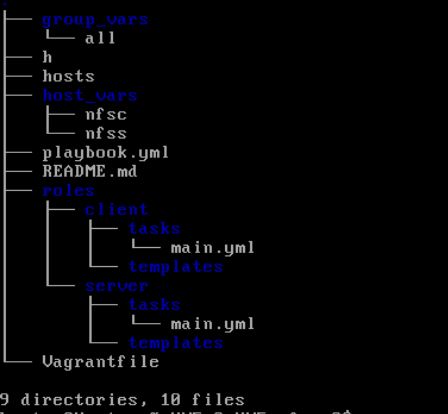 .
├── group_vars
│   └── all
├── h
├── hosts
├── host_vars
│   ├── nfsc
│   └── nfss
├── playbook.yml
├── README.md
├── roles
│   ├── client
│   │   ├── tasks
│   │   │   └── main.yml
│   │   └── templates
│   └── server
│       ├── tasks
│       │   └── main.yml
│       └── templates
└── Vagrantfile
9 directories, 10 files